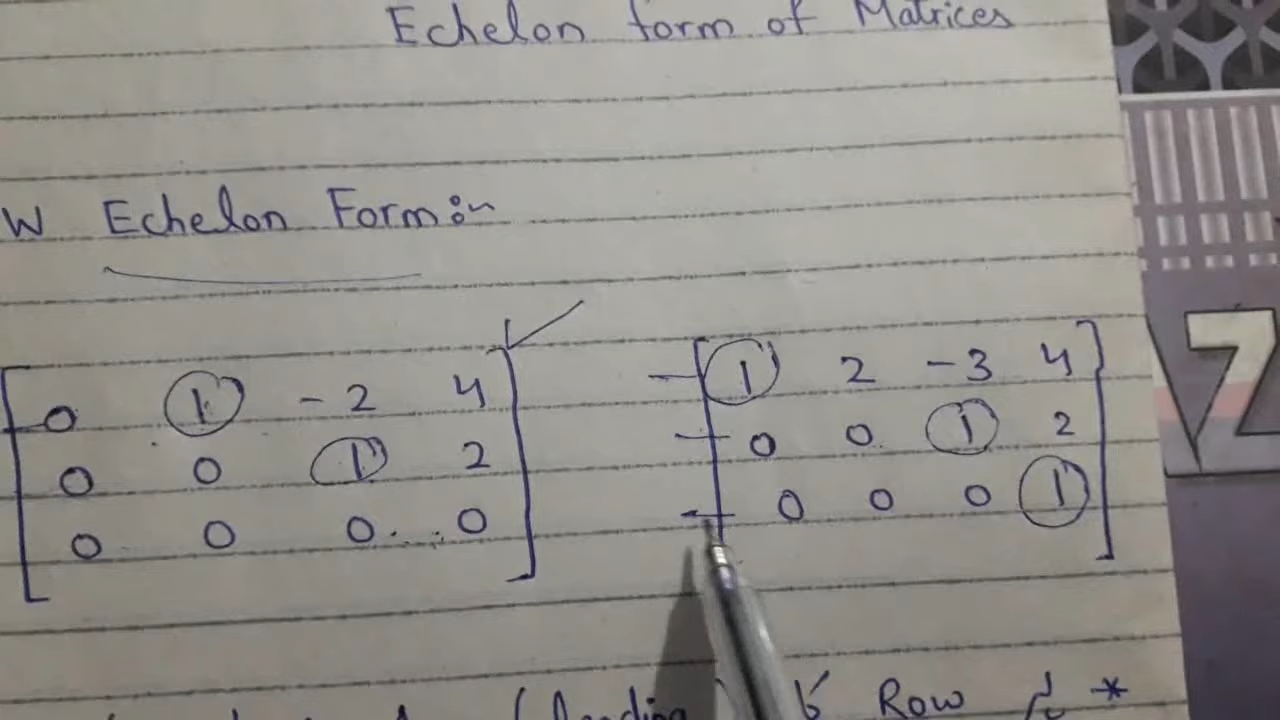 Echelon form of Matrices
W Echelon Form:~
0 1 -2 4
0 0 1 2
0 0 0 0
1 2 -3 4
0 0 1 2
0 0 0 1
Row *